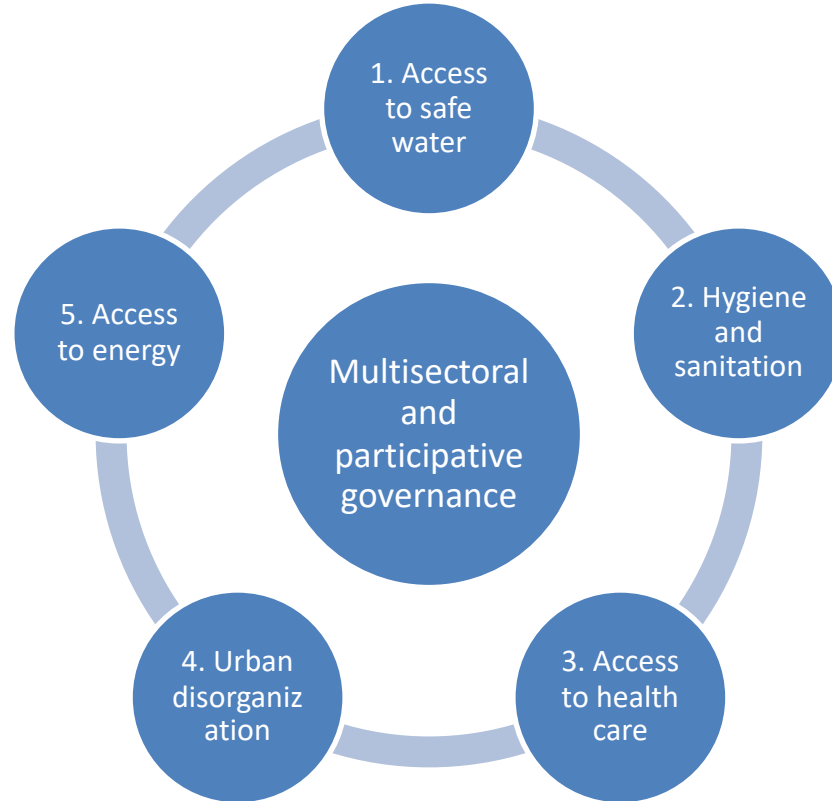 1. Access
to safe
water
2. Hygiene
and
sanitation
3. Access
to health
care
4. Urban
disorganiz
ation
5. Access
to energy
Multisectoral
and
participative
governance